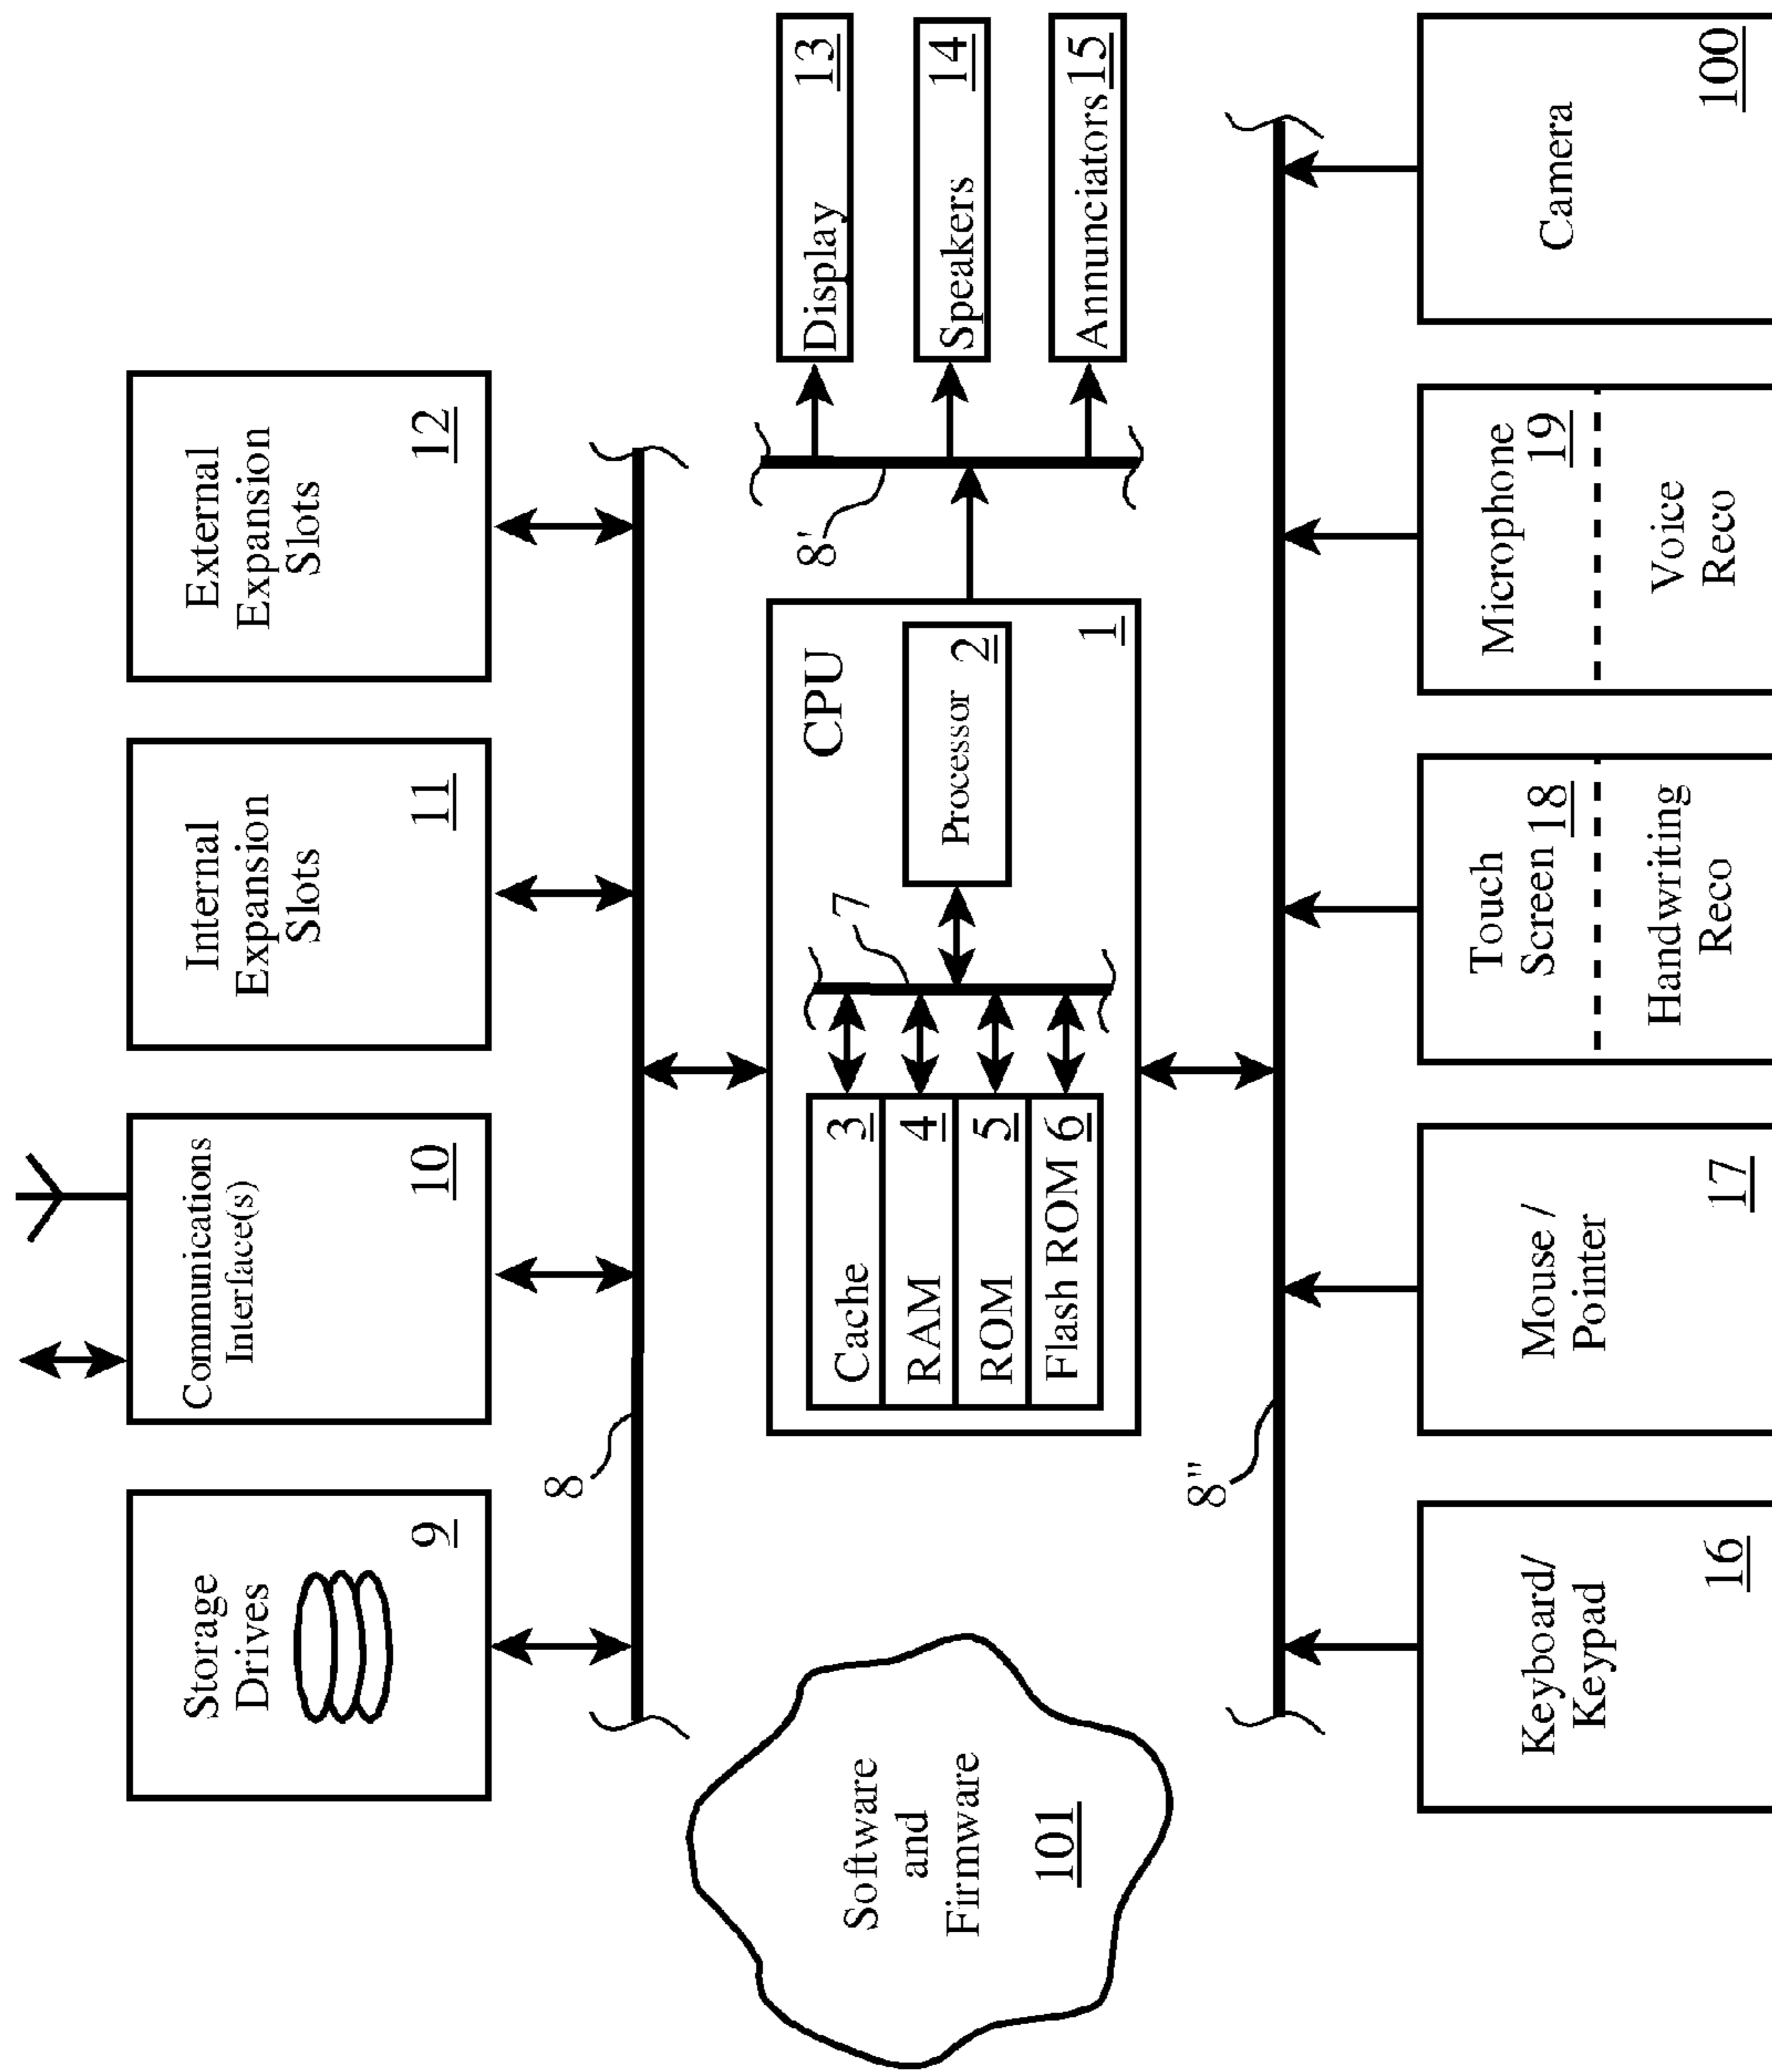 Storage
Drives
9
Communications
Interface(s)
10
Internal
Expansion
Slots
11
External
Expansion
Slots
12
8
Software
and
Firmware
101
CPU
Cache 3
RAM 4
ROM 5
Flash ROM 6
7
Processor 2
1
8'
Display 13
Speakers 14
Annunciators 15
8"
Keyboard/
Keypad
16
Mouse /
Pointer
17
Touch
Screen 18
Handwriting
Reco
Microphone
19
Voice
Reco
Camera
100